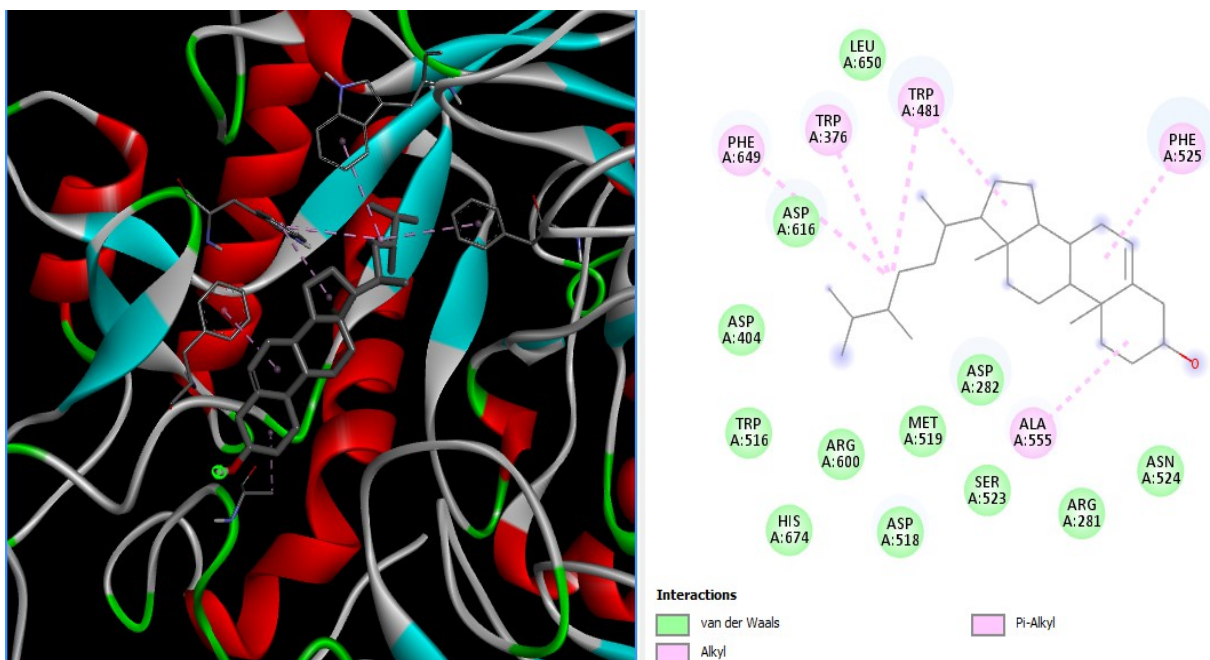 LEU
A:650
TRP
A:481
TRP
A:376
PHE
A:649
PHE
A:525
ASP
A:616
ASP
A:404
ASP
A:282
TRP
A:516
MET
A:519
ALA
A:555
ARG
A:600
ASN
A:524
SER
A:523
ARG
A:281
HIS
A:674
ASP
A:518
O
Interactions
van der Waals
Alkyl
Pi-Alkyl